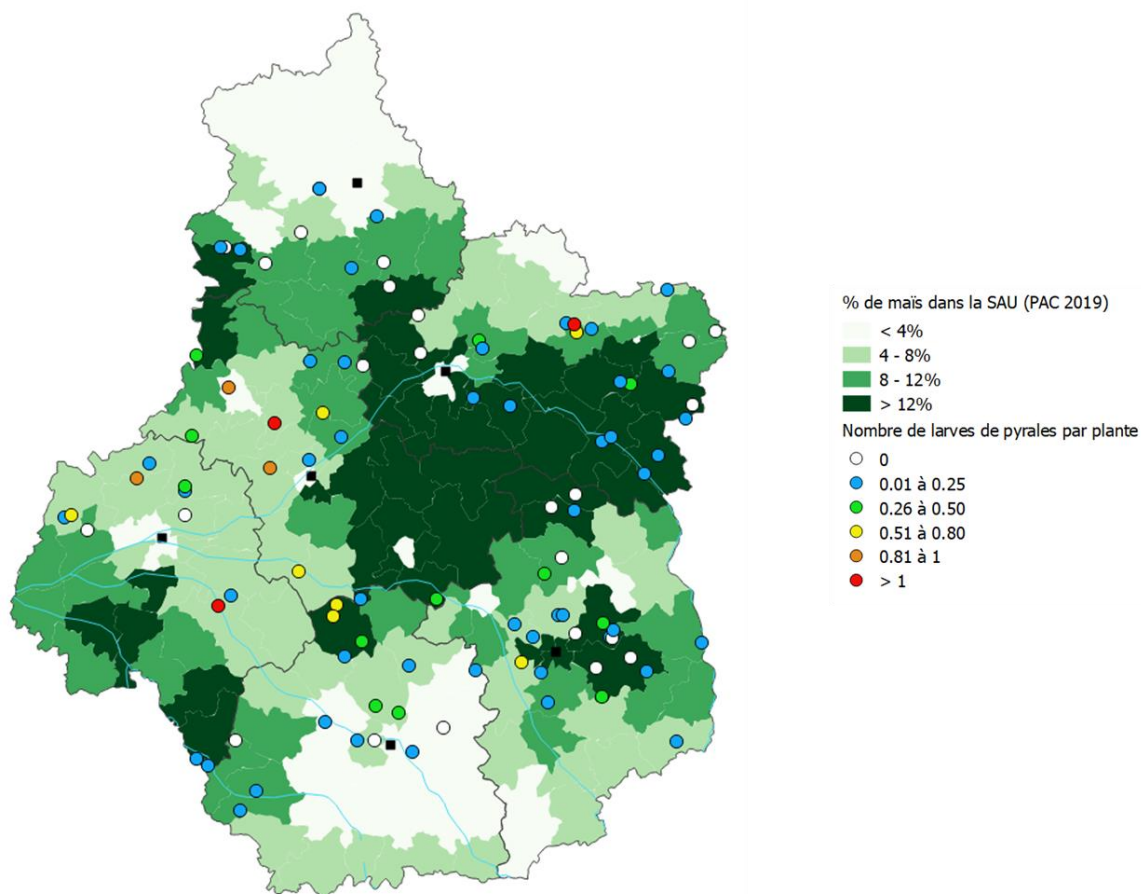 % de maïs dans la SAU (PAC 2019)
< 4%
4 - 8%
8 - 12%
> 12%
Nombre de larves de pyrales par plante
0
0.01 à 0.25
0.26 à 0.50
0.51 à 0.80
0.81 à 1
> 1